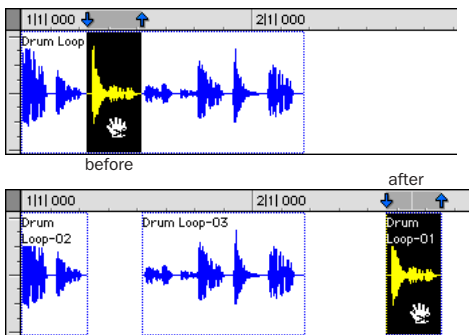 1|1| 000
2|1| 000
Drum Loop
before
after
1|1| 000
2|1| 000
Drum
Loop-02
Drum Loop-03
Drum
Loop-01